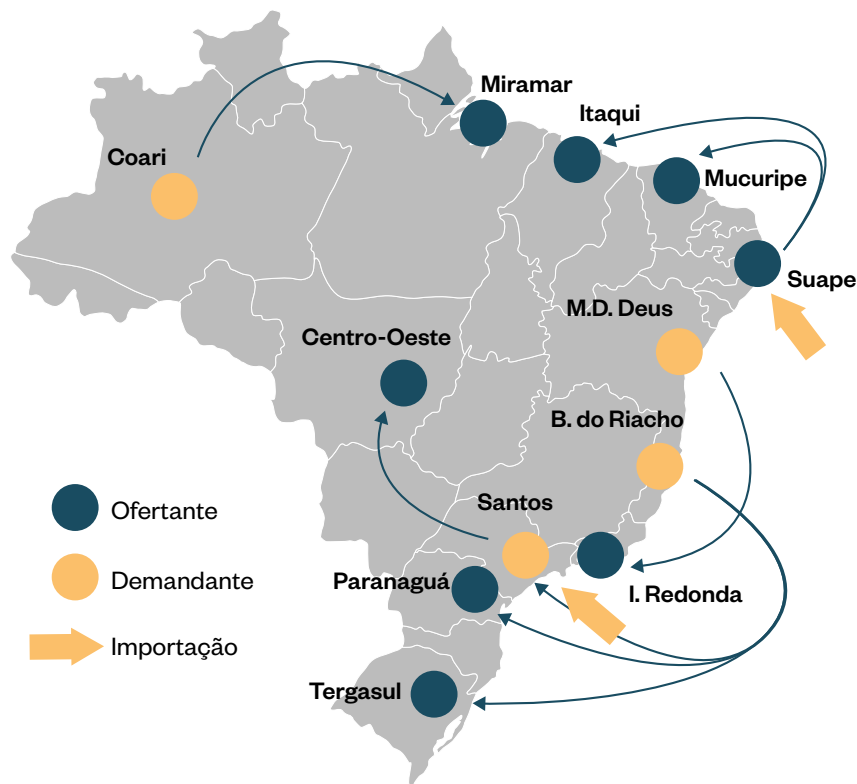 Miramar
Itaqui
Coari
Mucuripe
Suape
M.D. Deus
Centro-Oeste
B. do Riacho
Santos
Ofertante
Demandante
Paranaguá
I. Redonda
Importação
Tergasul